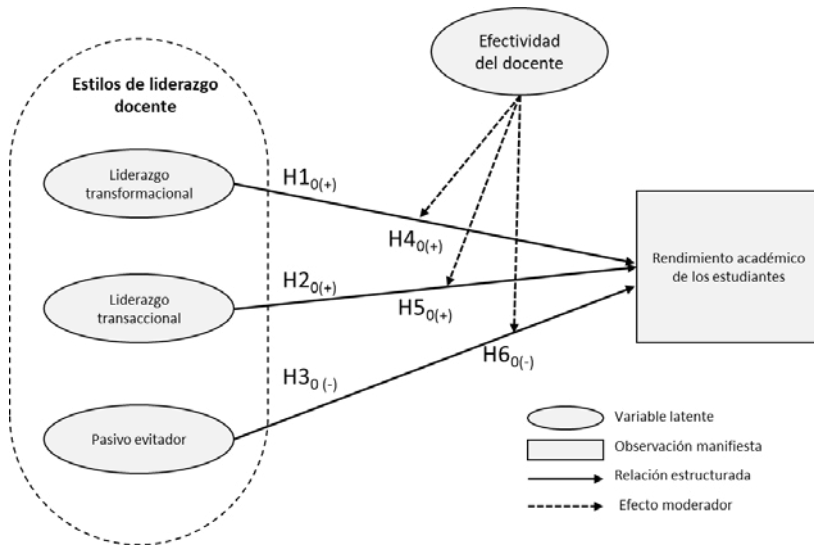 Efectividad
del docente
Estilos de liderazgo
docente
Liderazgo
transformacional
H1₀₍₊₎
H4₀₍₊₎
Rendimiento académico
de los estudiantes
Liderazgo
transaccional
H2₀₍₊₎
H5₀₍₊₎
H6₀₍₋₎
H3₀ ₍₋₎
Pasivo evitador
Variable latente
Observación manifiesta
Relación estructurada
Efecto moderador